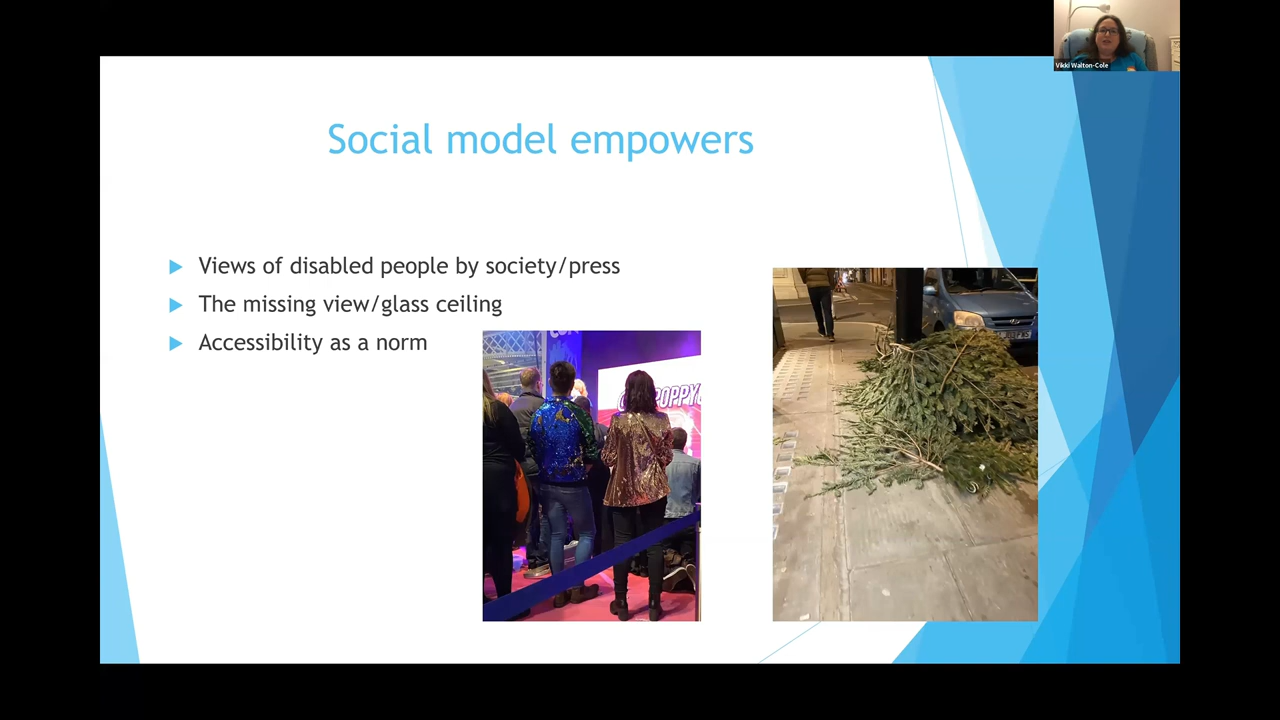 Vikki Walton-Cole
Social model empowers
Views of disabled people by society/press
The missing view/glass ceiling
Accessibility as a norm
POPPY